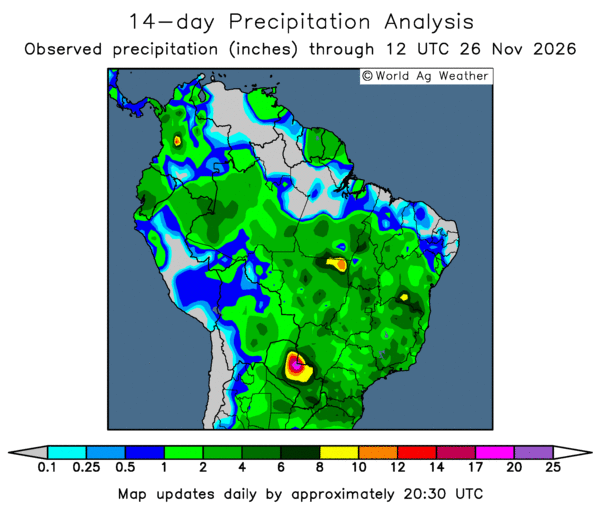 14-day Precipitation Analysis
Observed precipitation (inches) through 12 UTC 26 Nov 2026
©World Ag Weather
0.1 0.25 0.5 1 2 4 6 8 10 12 14 17 20 25
Map updates daily by approximately 20:30 UTC